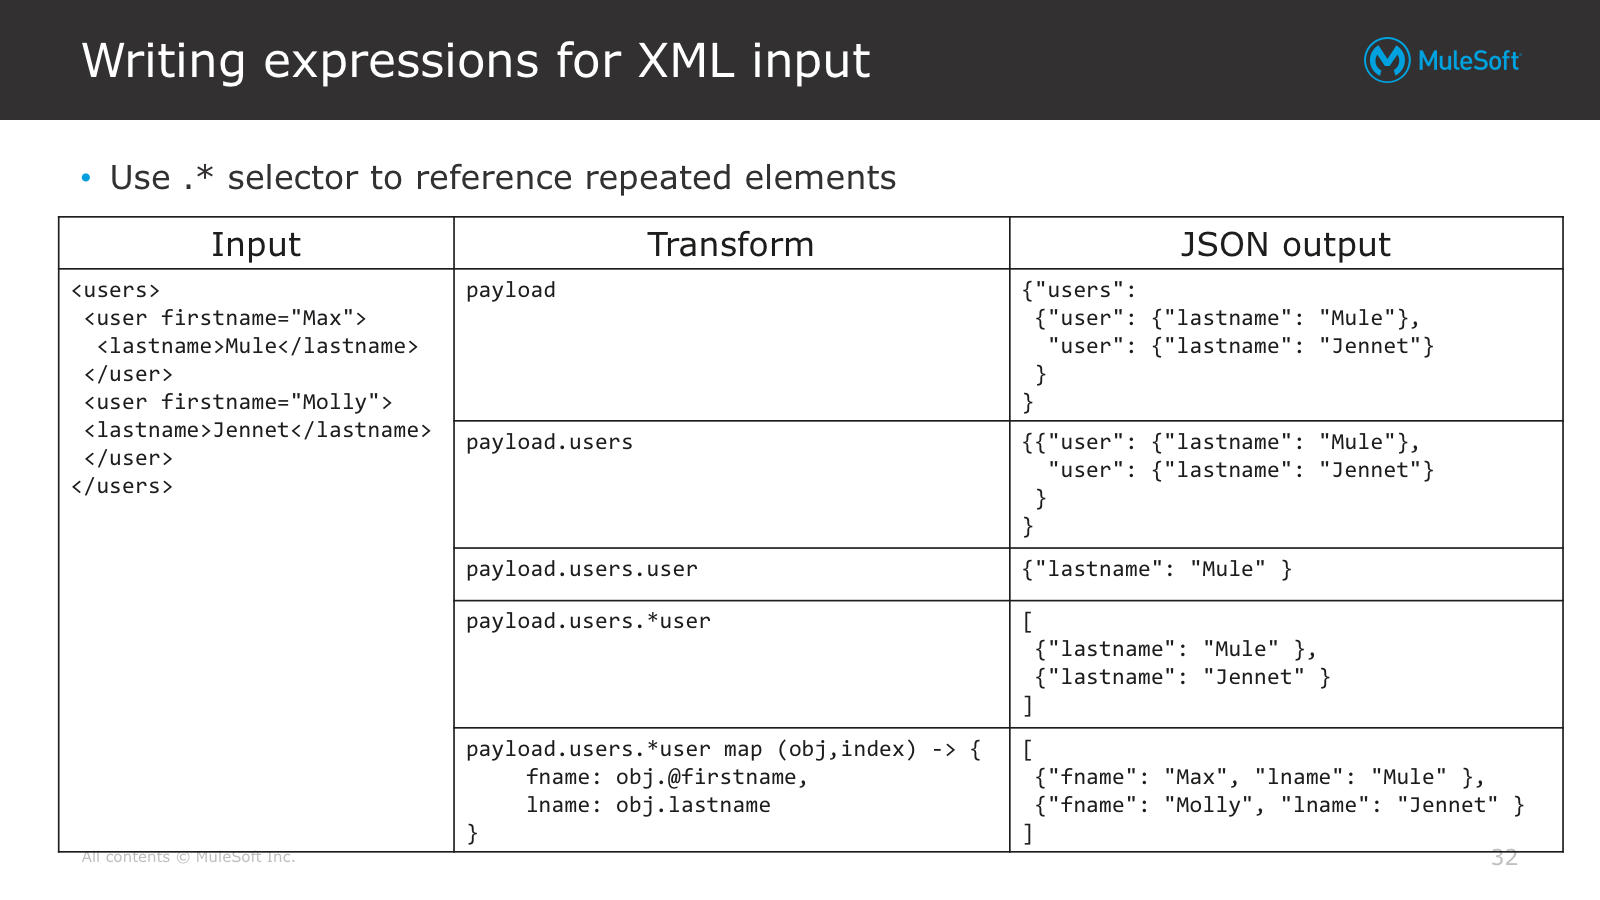 Writing expressions for XML input
MuleSoft
• Use .* selector to reference repeated elements
Input
Transform
JSON output
<users>
<user firstname="Max">
<lastname>Mule</lastname>
</user>
<user firstname="Molly">
<lastname>Jennet</lastname>
</user>
</users>
payload
{"users":
{"user": {"lastname": "Mule"},
"user": {"lastname": "Jennet"}
}
}
payload.users
{{"user": {"lastname": "Mule"},
"user": {"lastname": "Jennet"}
}
}
payload.users.user
{"lastname": "Mule" }
payload.users.*user
[
{"lastname": "Mule" },
{"lastname": "Jennet" }
]
payload.users.*user map (obj,index) -> {
fname: obj.@firstname,
lname: obj.lastname
}
[
{"fname": "Max", "lname": "Mule" },
{"fname": "Molly", "lname": "Jennet" }
]
All contents © MuleSoft Inc.
32